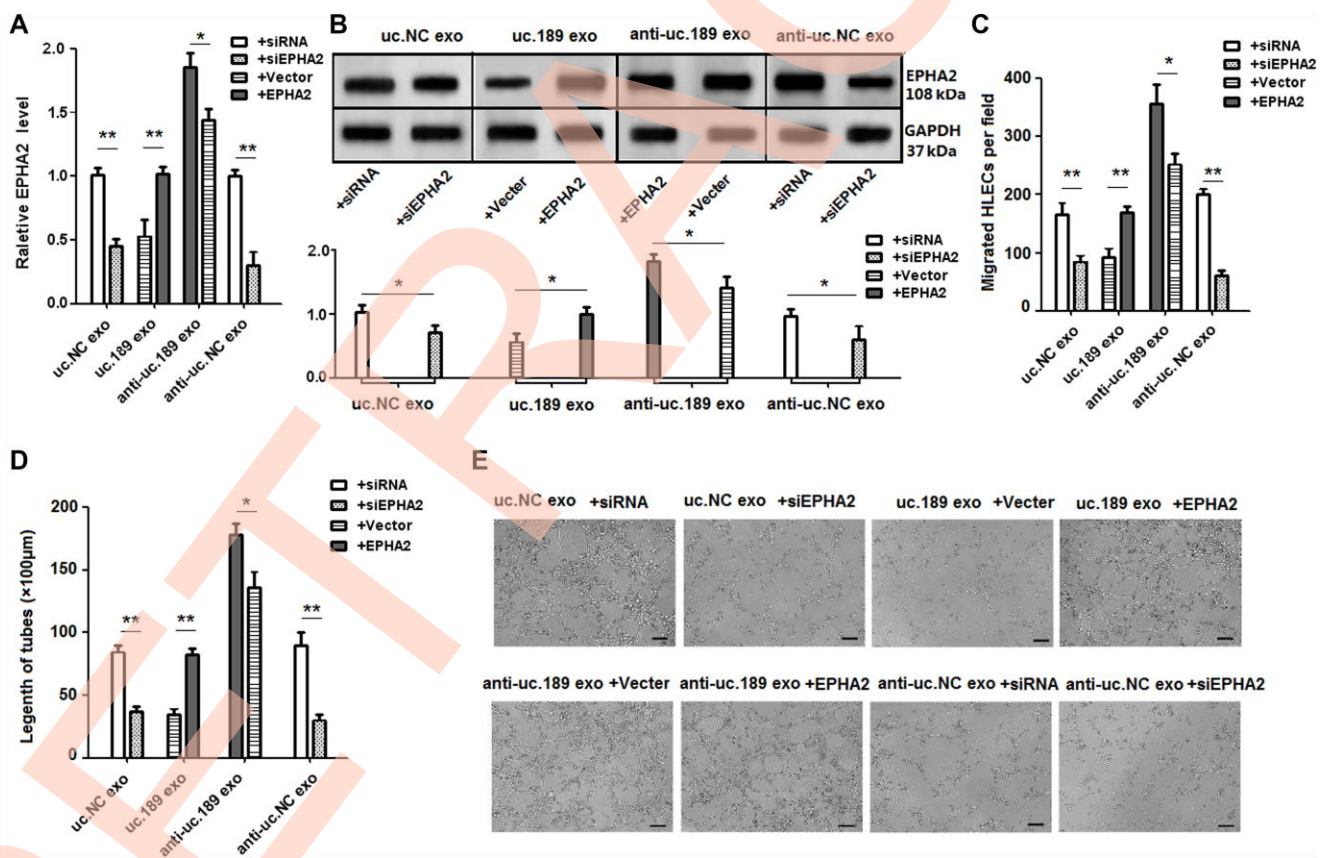 A
Raletive EPHA2 level
2.0
1.5
1.0
0.5
0.0
** ** * **
+siRNA
+siEPHA2
+Vector
+EPHA2
uc.NC exo
uc.189 exo
anti-uc.189 exo
anti-uc. NC exo
B
uc.NC exo uc.189 exo anti-uc.189 exo anti-uc.NC exo
EPHA2
108 kDa
GAPDH
37 kDa
+siRNA
+siEPHA2
+Vecter
+EPHA2
+EPHA2
+Vecter
+siRNA
+siEPHA2
2.0
1.0
0.0
* * * *
+siRNA
+siEPHA2
+Vector
+EPHA2
uc.NC exo uc.189 exo anti-uc.189 exo anti-uc.NC exo
C
Migrated HLECs per field
400
300
200
100
0
** ** * **
+siRNA
+siEPHA2
+Vector
+EPHA2
uc.NC exo
uc.189 exo
anti-uc.189 exo
anti-uc. NC exo
D
Legenth of tubes (×100μm)
200
150
100
50
0
** ** * **
+siRNA
+siEPHA2
+Vector
+EPHA2
uc.NC exo
uc.189 exo
anti-uc.189 exo
anti-uc.NC exo
E
uc.NC exo +siRNA uc.NC exo +siEPHA2 uc.189 exo +Vecter uc.189 exo +EPHA2
anti-uc.189 exo +Vecter anti-uc.189 exo +EPHA2 anti-uc.NC exo +siRNA anti-uc.NC exo +siEPHA2